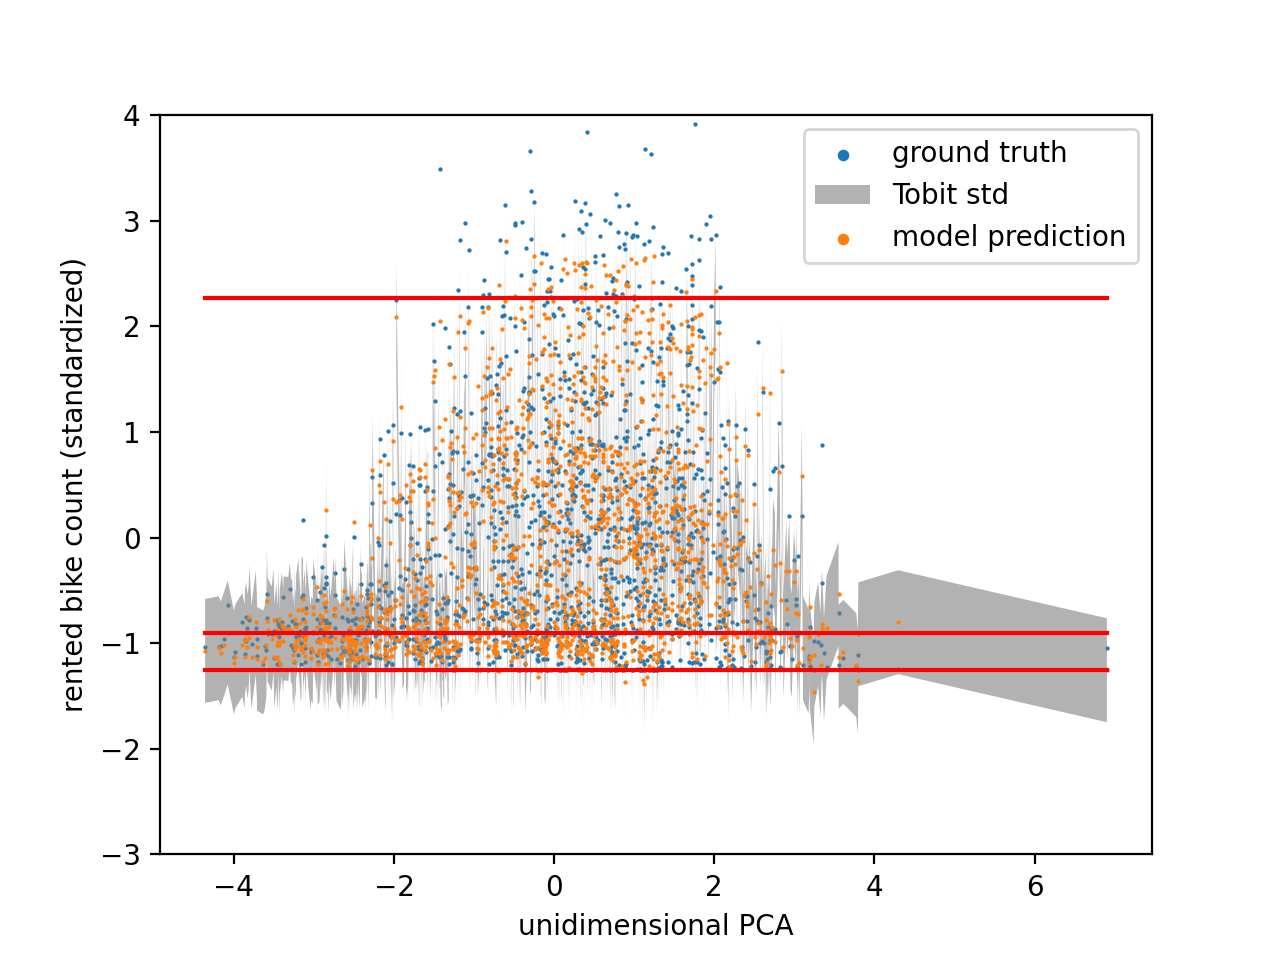 4
3
2
1
0
−1
−2
−3
rented bike count (standardized)
ground truth
Tobit std
model prediction
−4 −2 0 2 4 6
unidimensional PCA